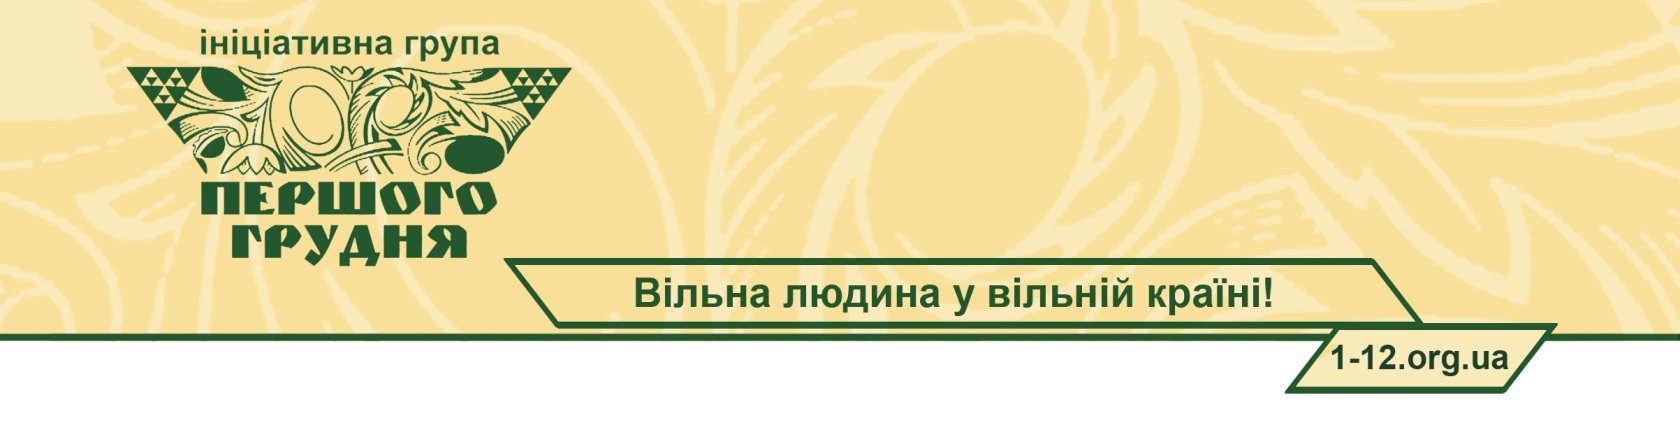 ініціативна група
ПЕРШОГО
ГРУДНЯ
Вільна людина у вільній країні!
1-12.org.ua